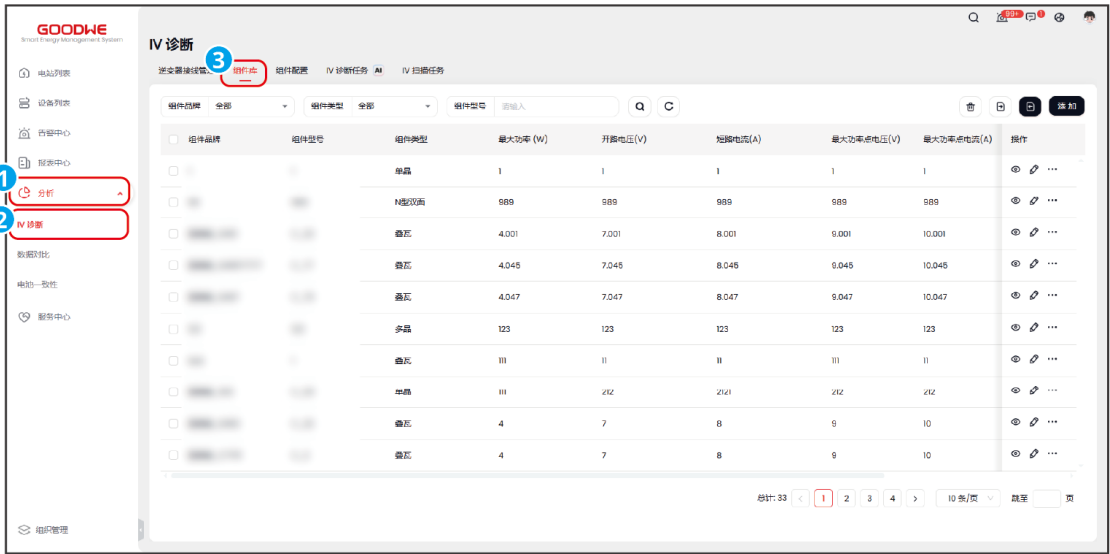 GOODWE
Smart Energy Management System
电站列表
设备列表
告警中心
报表中心
1
分析
2
IV 诊断
数据对比
电池一致性
服务中心
组织管理
99+
IV 诊断
3
逆变器接线管 组件库 组件配置 IV 诊断任务 AI IV 扫描任务
组件品牌 全部 组件类型 全部 组件型号 请输入 添加
组件品牌 组件型号 组件类型 最大功率 (W) 开路电压(V) 短路电流(A) 最大功率点电压(V) 最大功率点电流(A) 操作
单晶 1 1 1 1 1
N型双面 989 989 989 989 989
叠瓦 4.001 7.001 8.001 9.001 10.001
叠瓦 4.045 7.045 8.045 9.045 10.045
叠瓦 4.047 7.047 8.047 9.047 10.047
多晶 123 123 123 123 123
叠瓦 111 11 11 111 11
单晶 111 212 2121 212 212
叠瓦 4 7 8 9 10
叠瓦 4 7 8 9 10
总计: 33 < 1 2 3 4 > 10 条/页 跳至 页